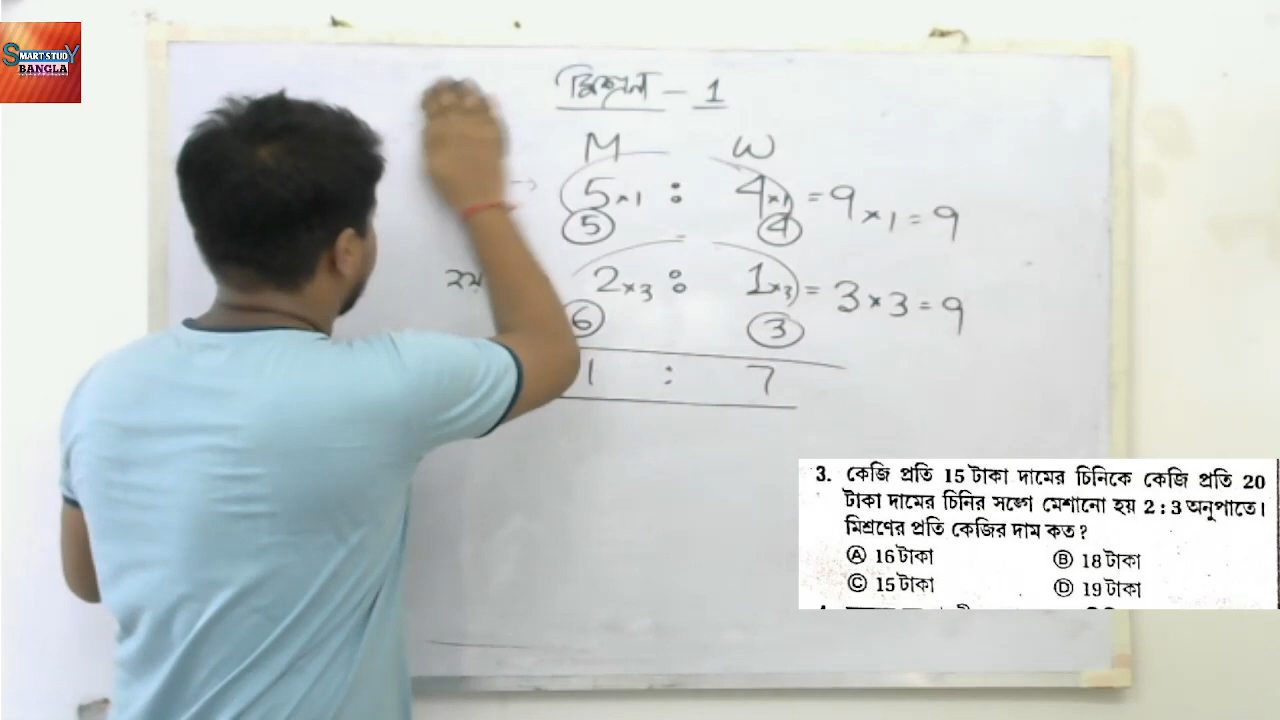 SMART STUDY
BANGLA
মিশ্রণ - 1
M W
5×1 : 4×1 = 9 × 1 = 9
5 4
২য় 2×3 : 1×3 = 3 × 3 = 9
6 3
1 : 7
3. কেজি প্রতি 15 টাকা দামের চিনিকে কেজি প্রতি 20
টাকা দামের চিনির সঙ্গে মেশানো হয় 2 : 3 অনুপাতে।
মিশ্রণের প্রতি কেজির দাম কত?
Ⓐ 16 টাকা Ⓑ 18 টাকা
Ⓒ 15 টাকা Ⓓ 19 টাকা